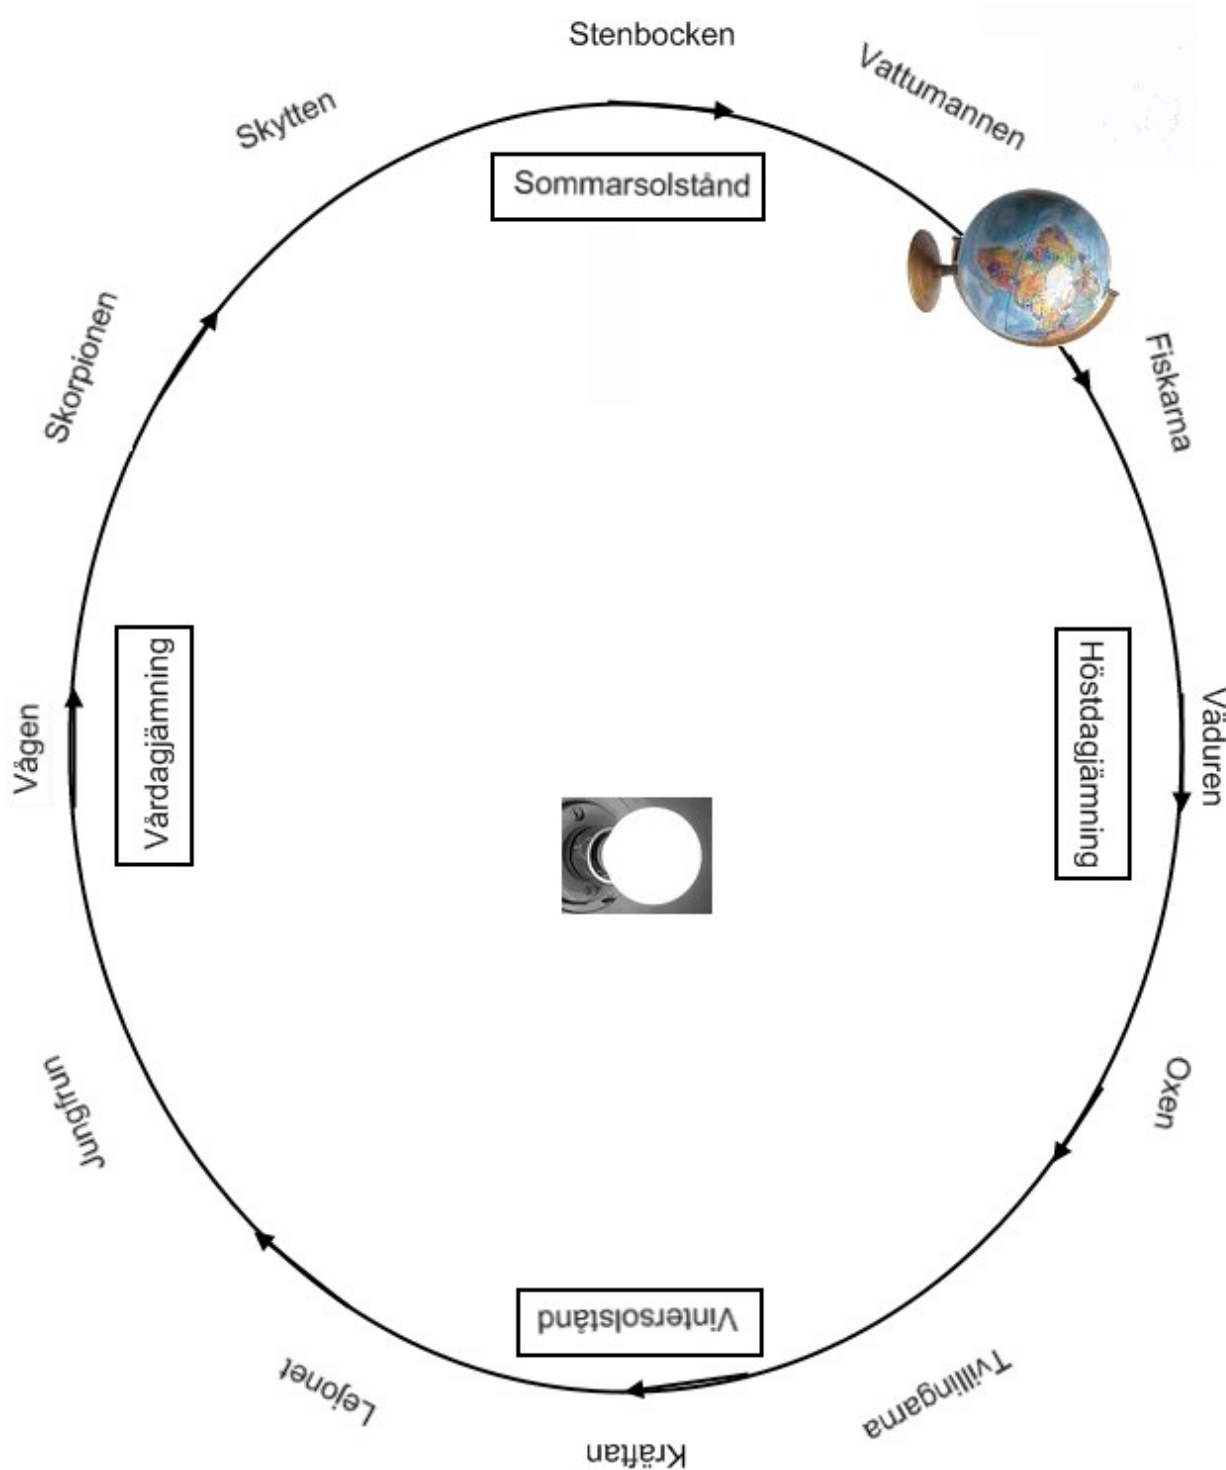 Stenbocken
Vattumannen
Skytten
Sommarsolstånd
Skorpionen
Fiskarna
Vågen
Vårdagjämning
Höstdagjämning
Väduren
Jungfrun
Oxen
Vintersolstånd
Lejonet
Tvillingarna
Kräftan